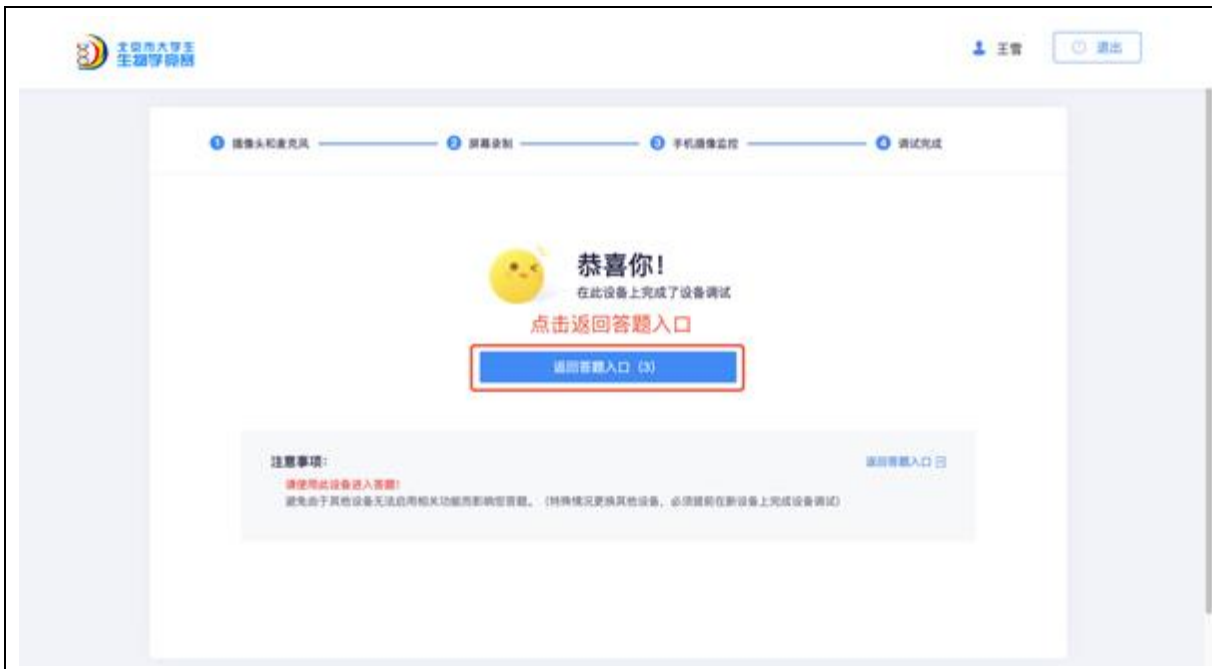 北京市大学生
生物学竞赛
王雪
退出
1 摄像头和麦克风
2 屏幕录制
3 手机摄像监控
4 调试完成
恭喜你！
在此设备上完成了设备调试
点击返回答题入口
返回答题入口（3）
注意事项：
返回答题入口
请使用此设备进入答题！
避免由于其他设备无法启用相关功能而影响您答题。（特殊情况更换其他设备，必须提前在新设备上完成设备调试）